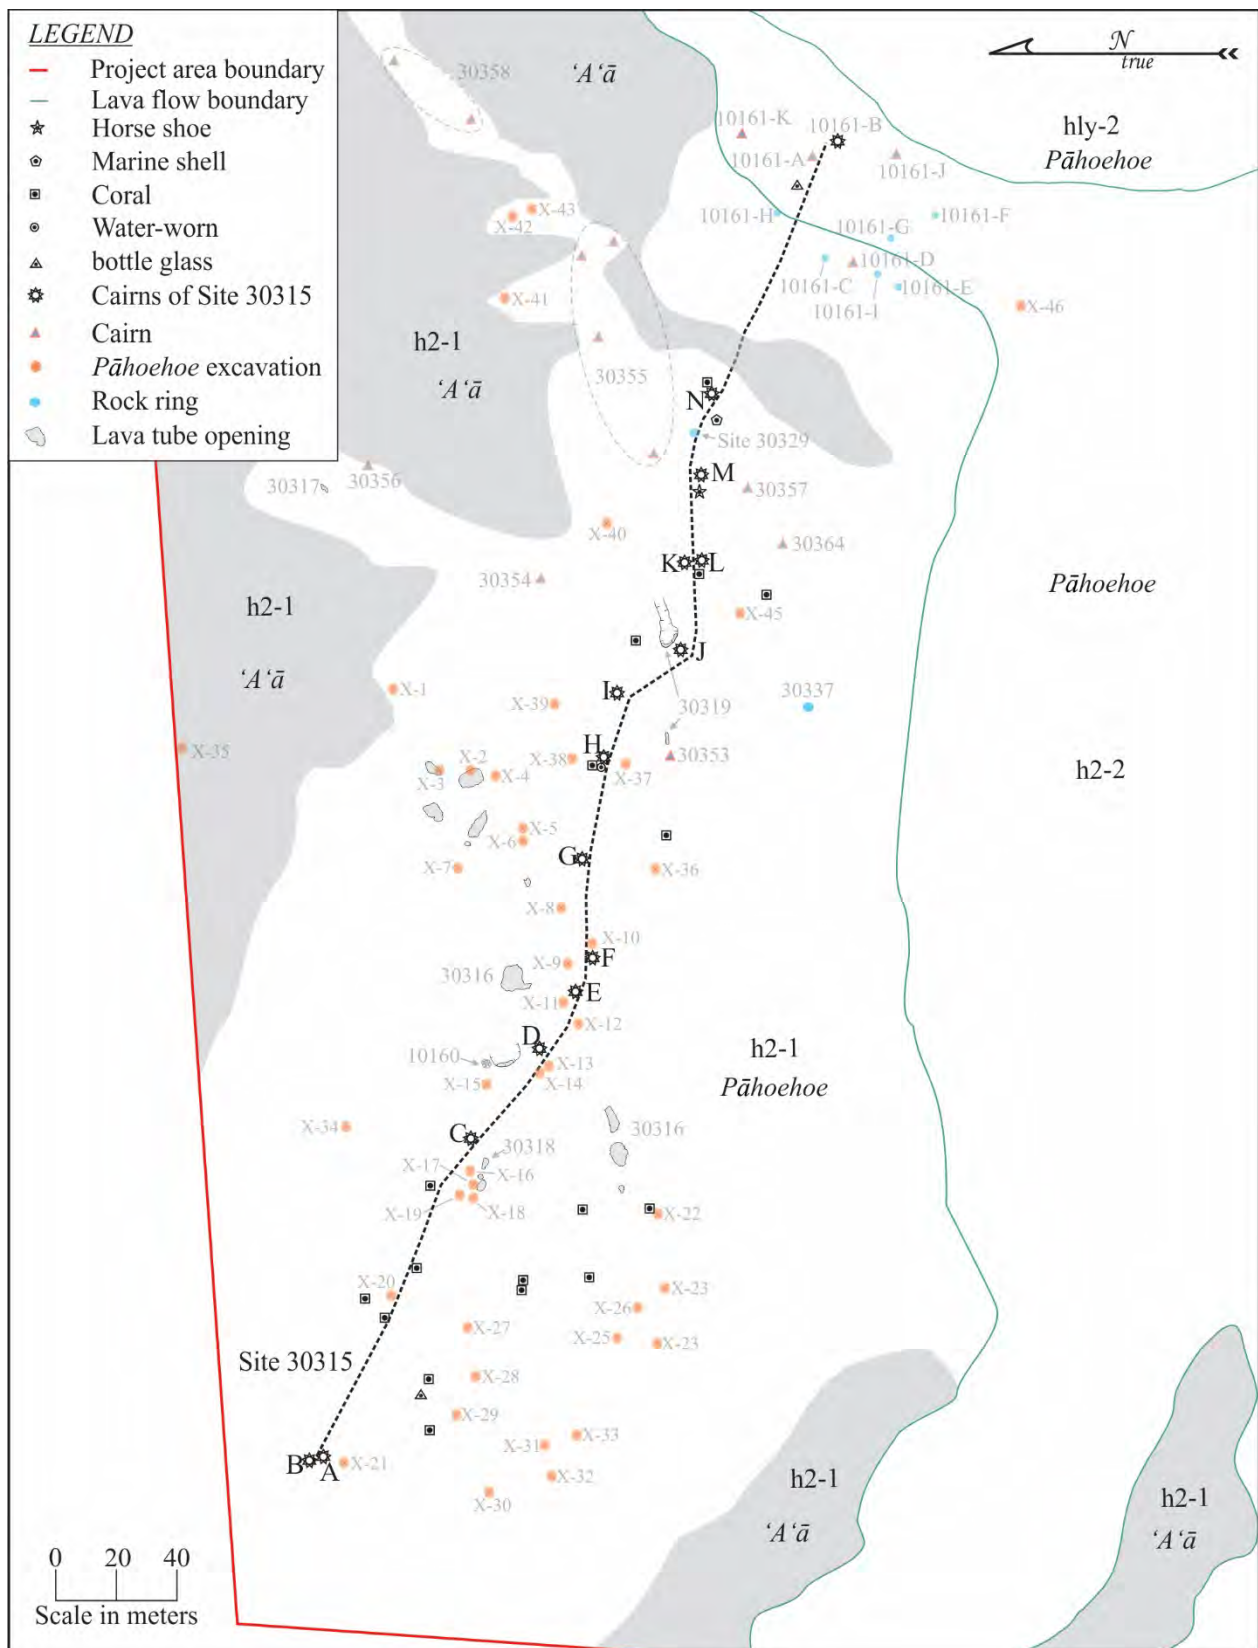 LEGEND
Project area boundary
Lava flow boundary
Horse shoe
Marine shell
Coral
Water-worn
bottle glass
Cairns of Site 30315
Cairn
Pāhoehoe excavation
Rock ring
Lava tube opening
N
true
30358
ʻAʻā
hly-2
Pāhoehoe
10161-K
10161-B
10161-A
10161-J
10161-H
10161-G
10161-F
10161-D
10161-C
10161-I
10161-E
X-43
X-42
X-41
X-46
h2-1
ʻAʻā
30355
N
Site 30329
M
30357
30317
30356
X-40
30364
K
L
30354
Pāhoehoe
h2-1
ʻAʻā
X-45
J
X-1
I
X-39
30319
30337
X-35
H
X-38
30353
X-2
X-3
X-4
X-37
h2-2
X-5
X-6
X-7
G
X-36
X-8
X-10
X-9
F
30316
E
X-11
X-12
D
10160
X-13
X-14
X-15
h2-1
Pāhoehoe
X-34
C
30318
30316
X-17
X-16
X-19
X-18
X-22
X-20
X-23
X-26
X-27
X-25
X-23
Site 30315
X-28
X-29
X-33
X-31
B
A
X-21
X-32
X-30
h2-1
ʻAʻā
h2-1
ʻAʻā
0 20 40
Scale in meters